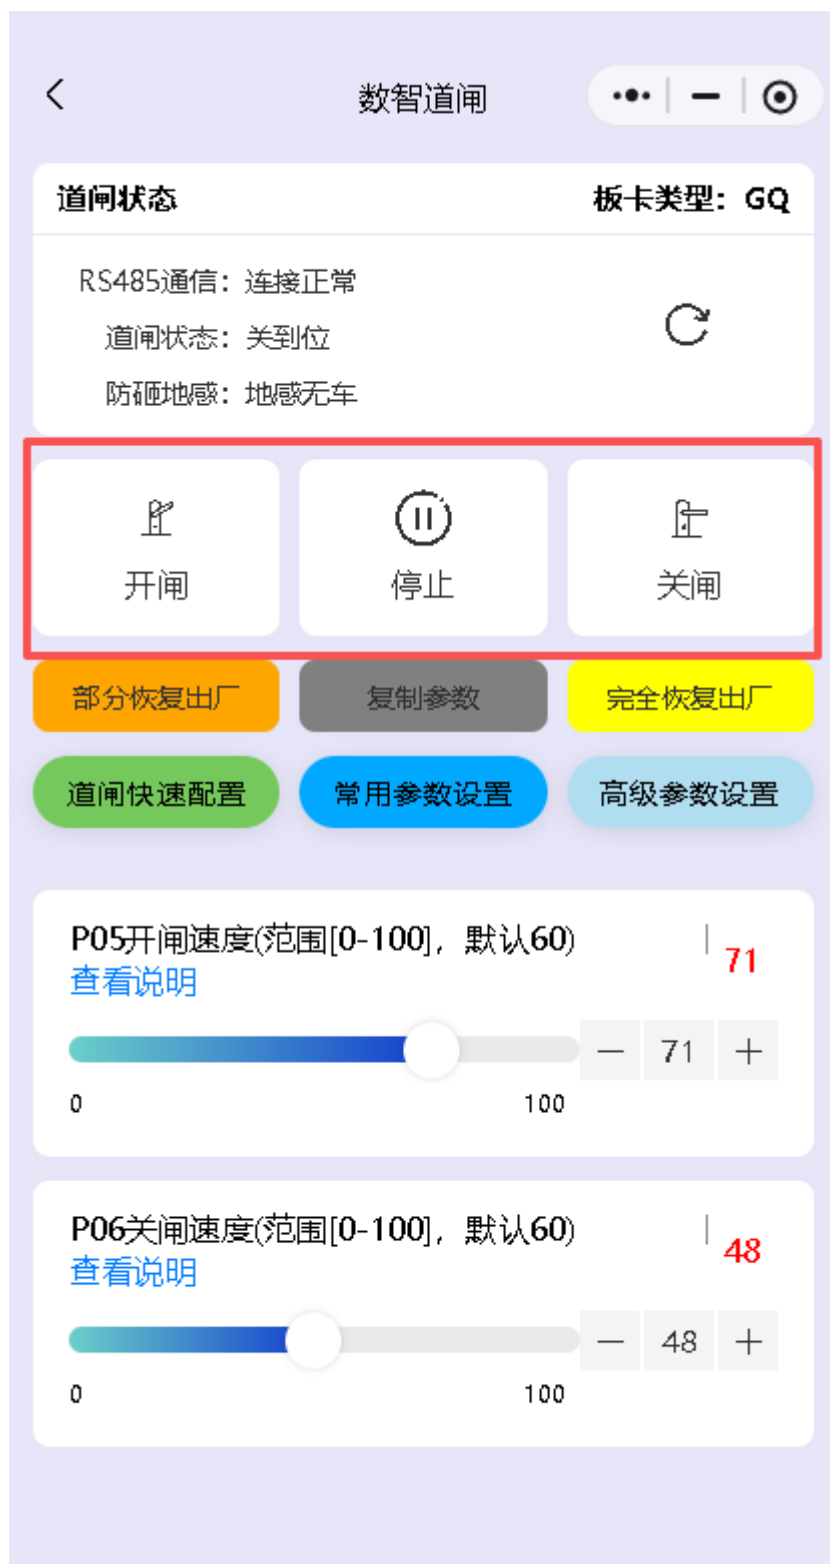 数智道闸
道闸状态 板卡类型：GQ
RS485通信：连接正常
道闸状态：关到位
防砸地感：地感无车
开闸 停止 关闸
部分恢复出厂 复制参数 完全恢复出厂
道闸快速配置 常用参数设置 高级参数设置
P05开闸速度(范围[0-100]，默认60) 71
查看说明
71
0 100
P06关闸速度(范围[0-100]，默认60) 48
查看说明
48
0 100